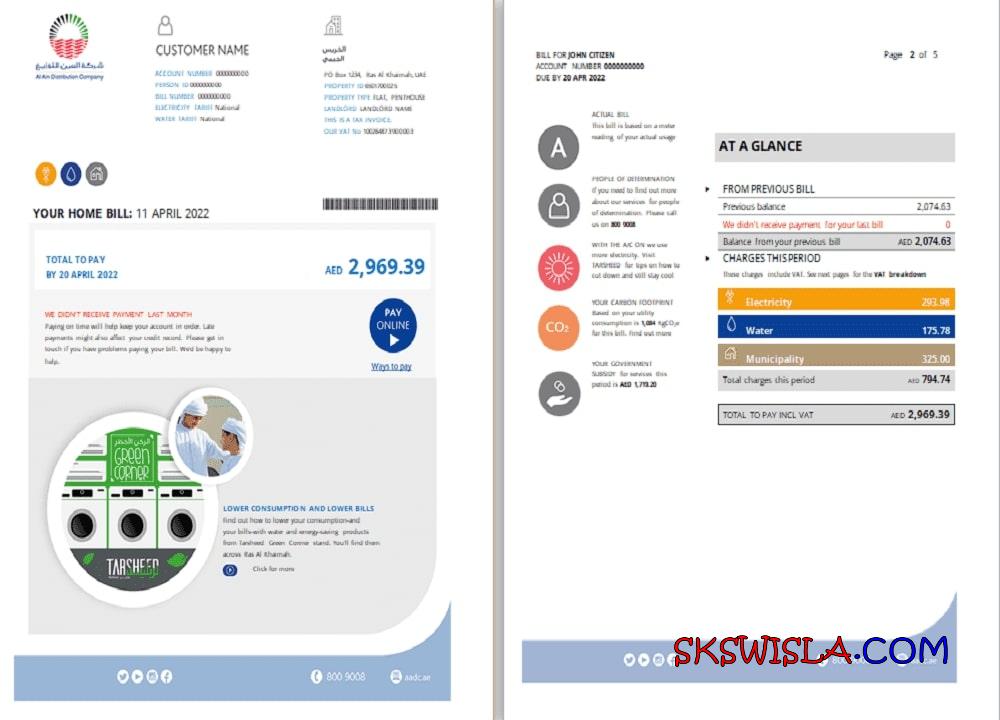 شركة العين للتوزيع
Al Ain Distribution Company
CUSTOMER NAME
ACCOUNT NUMBER 0000000000
PERSON ID 000000000
BILL NUMBER 0000000000
ELECTRICITY TARIFF National
WATER TARIFF National
PO Box 1234, Ras Al Khaimah, UAE
PROPERTY ID
PROPERTY TYPE FLAT, PENTHOUSE
LANDLORD LANDLORD NAME
THIS IS A TAX INVOICE.
OUR VAT No
YOUR HOME BILL: 11 APRIL 2022
TOTAL TO PAY
BY 20 APRIL 2022
AED 2,969.39
WE DIDN'T RECEIVE PAYMENT LAST MONTH
Paying on time will help keep your account in order. Late
payments might also affect your credit record. Please get in
touch if you have problems paying your bill. We'd be happy to
help.
PAY
ONLINE
Ways to pay
الركن الأخضر
GREEN
CORNER
TARSHEED
LOWER CONSUMPTION AND LOWER BILLS
Find out how to lower your comsumption-and
your bills-with water and energy-saving products
from Tarsheed Green Corner stand. You'll find them
across Ras Al Khaimah.
Click for more
800 9008
aadc.ae
BILL FOR JOHN CITIZEN
ACCOUNT NUMBER 0000000000
DUE BY 20 APR 2022
Page 2 of 5
A
ACTUAL BILL
This bill is based on a meter
reading of your actual usage
PEOPLE OF DETERMINATION
If you need to find out more
about our services for people
of determination. Please call
us on 800 9008
WITH THE A/C ON we use
more electricity. Visit
TARSHEED for tips on how to
cut down and still stay cool
CO2
YOUR CARBON FOOTPRINT
Based on your utility
consumption is 1,084 kgCO2e
for this bill. Find out more
YOUR GOVERNMENT
SUBSIDY for services this
period is AED 1,713.20
AT A GLANCE
FROM PREVIOUS BILL
Previous balance 2,074.63
We didn't receive payment for your last bill 0
Balance from your previous bill AED 2,074.63
CHARGES THIS PERIOD
These charges include VAT. See next pages for the VAT breakdown
Electricity 293.98
Water 175.78
Municipality 325.00
Total charges this period AED 794.74
TOTAL TO PAY INCL VAT AED 2,969.39
SKSWISLA.COM